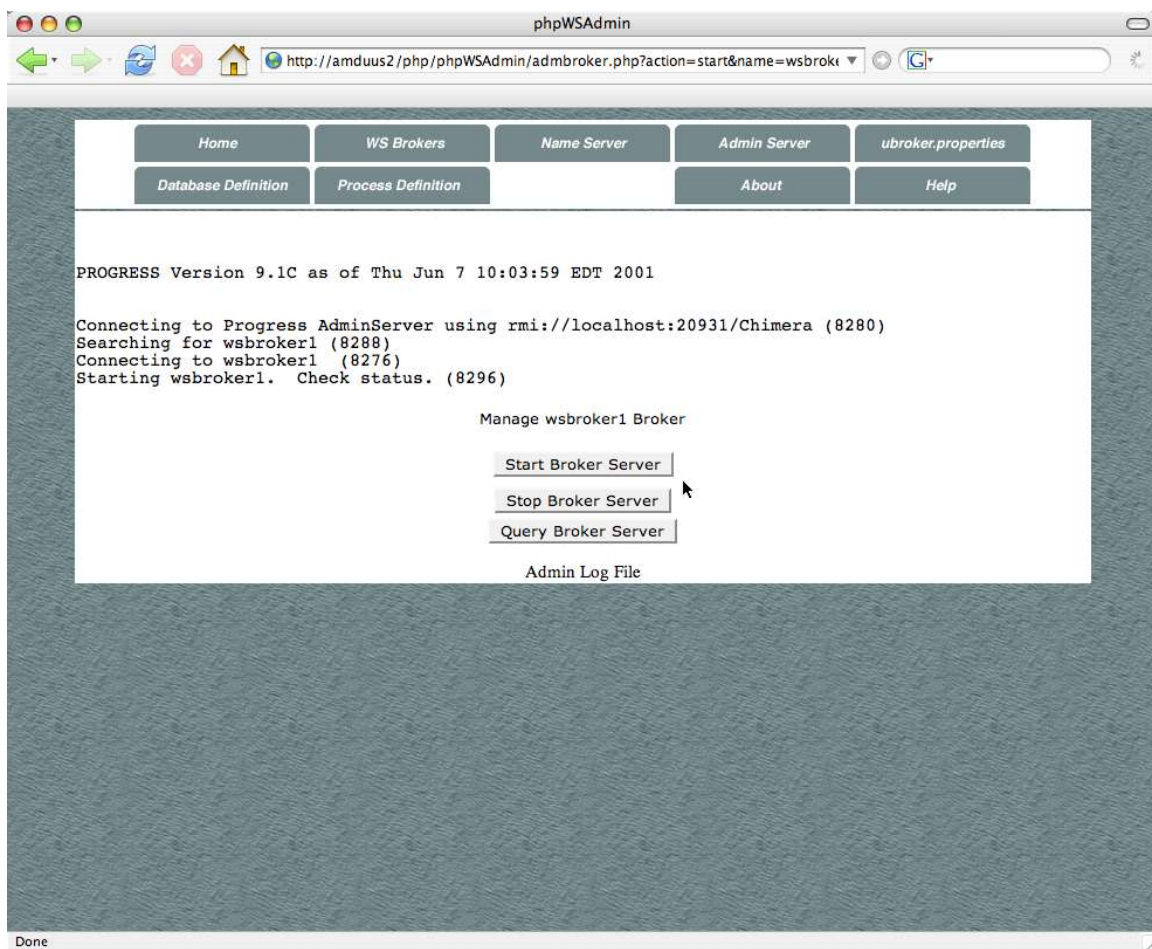 phpWSAdmin
http://amduus2/php/phpWSAdmin/admbroker.php?action=start&name=wsbroke
G
Home WS Brokers Name Server Admin Server ubroker.properties
Database Definition Process Definition About Help
PROGRESS Version 9.1C as of Thu Jun 7 10:03:59 EDT 2001
Connecting to Progress AdminServer using rmi://localhost:20931/Chimera (8280)
Searching for wsbroker1 (8288)
Connecting to wsbroker1 (8276)
Starting wsbroker1. Check status. (8296)
Manage wsbroker1 Broker
Start Broker Server
Stop Broker Server
Query Broker Server
Admin Log File
Done